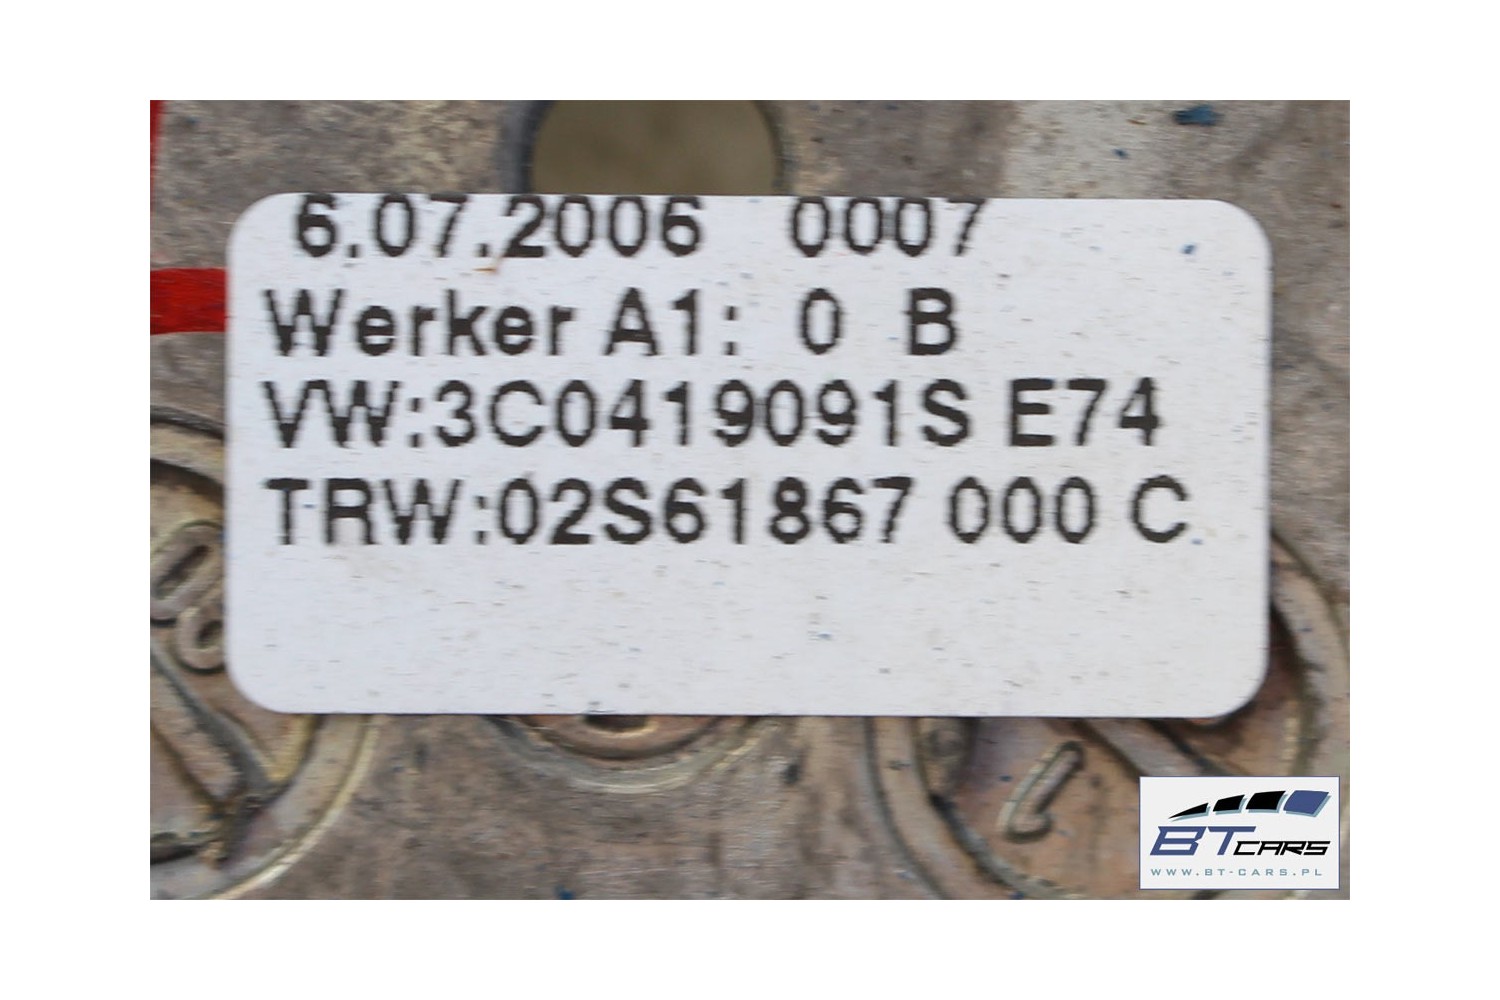 6.07.2006 0007
Werker A1: 0 B
VW:3C0419091S E74
TRW:02S61867 000 C
06
BT CARS
WWW.BT-CARS.PL